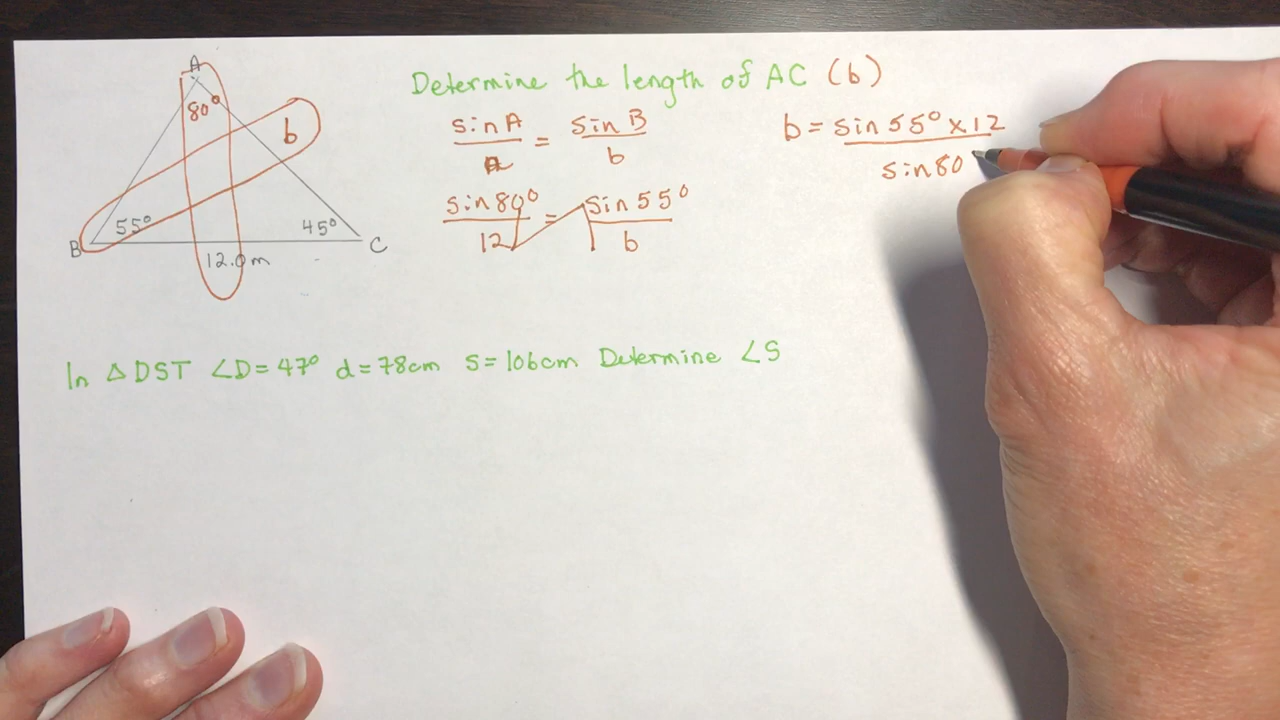 A
80°
b
55°
45°
B
C
12.0m
Determine the length of AC (b)
sin A = sin B
a b
sin 80° = sin 55°
12 b
b = sin 55° x 12
sin 80
In △DST ∠D = 47° d = 78cm s = 106cm Determine ∠S